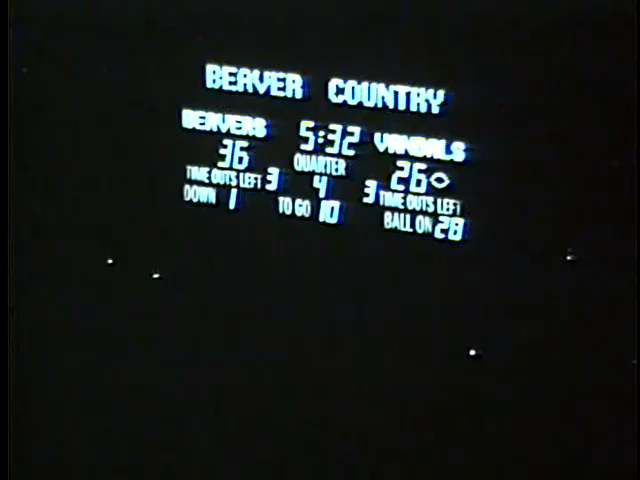 BEAVER COUNTRY
BEAVERS 5:32 VANDALS
36 QUARTER 26
TIME OUTS LEFT 3 4 3 TIME OUTS LEFT
DOWN 1 TO GO 10 BALL ON 28